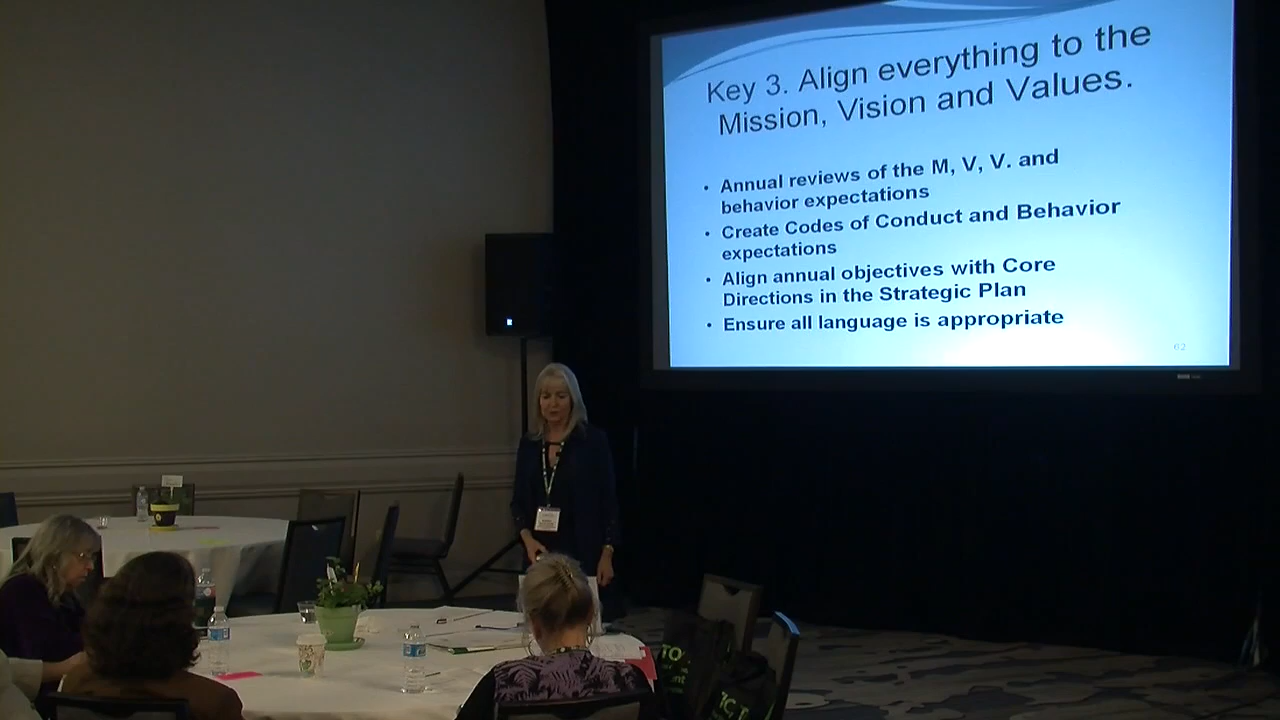 Key 3. Align everything to the
Mission, Vision and Values.
• Annual reviews of the M, V, V. and
behavior expectations
• Create Codes of Conduct and Behavior
expectations
• Align annual objectives with Core
Directions in the Strategic Plan
• Ensure all language is appropriate
62